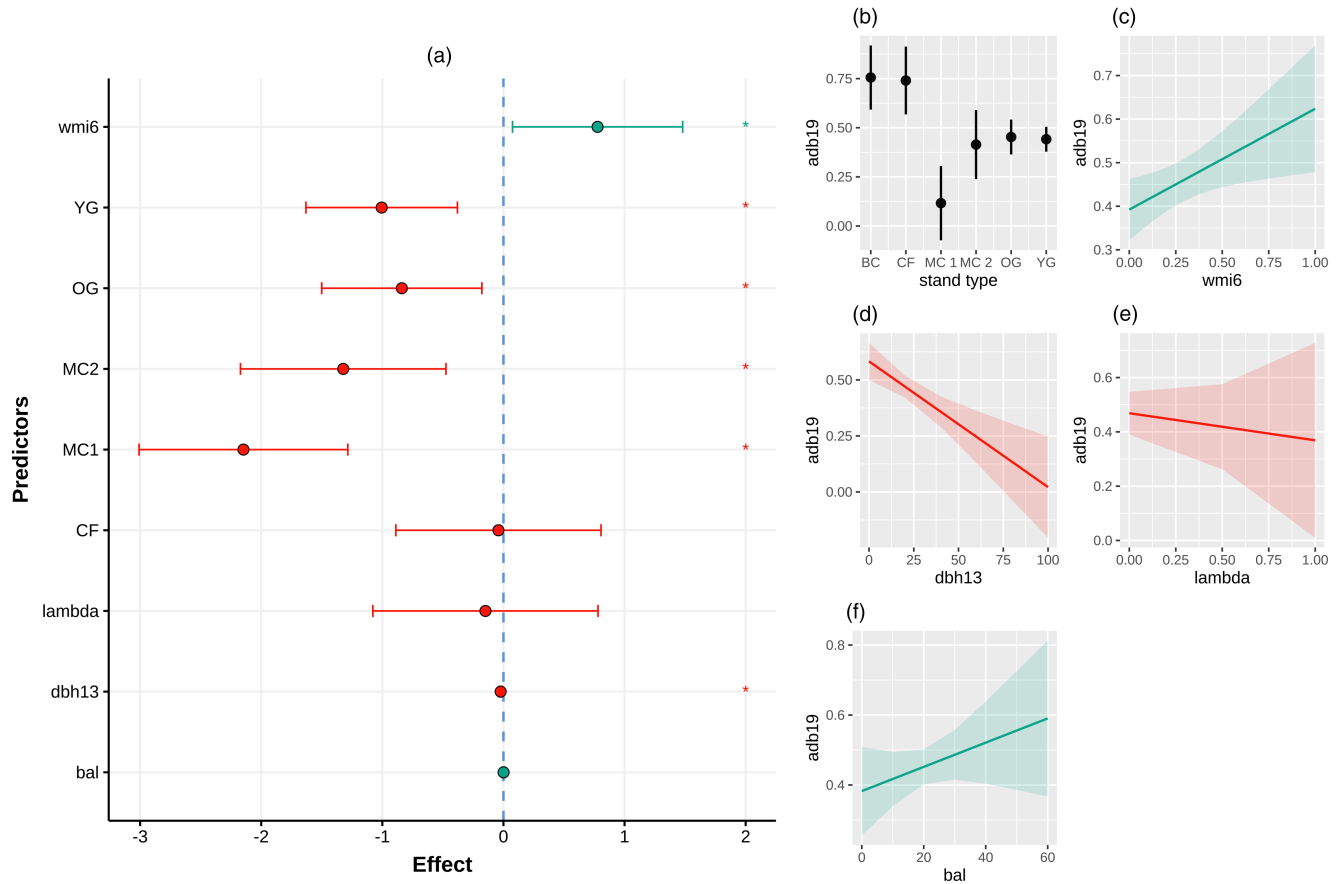 (a)
Predictors
wmi6
*
YG
*
OG
*
MC2
*
MC1
*
CF
lambda
dbh13
*
bal
-3 -2 -1 0 1 2
Effect
(b)
adb19
0.75
0.50
0.25
0.00
BC CF MC 1 MC 2 OG YG
stand type
(c)
adb19
0.7
0.6
0.5
0.4
0.3
0.00 0.25 0.50 0.75 1.00
wmi6
(d)
adb19
0.50
0.25
0.00
0 25 50 75 100
dbh13
(e)
adb19
0.6
0.4
0.2
0.0
0.00 0.25 0.50 0.75 1.00
lambda
(f)
adb19
0.8
0.6
0.4
0 20 40 60
bal